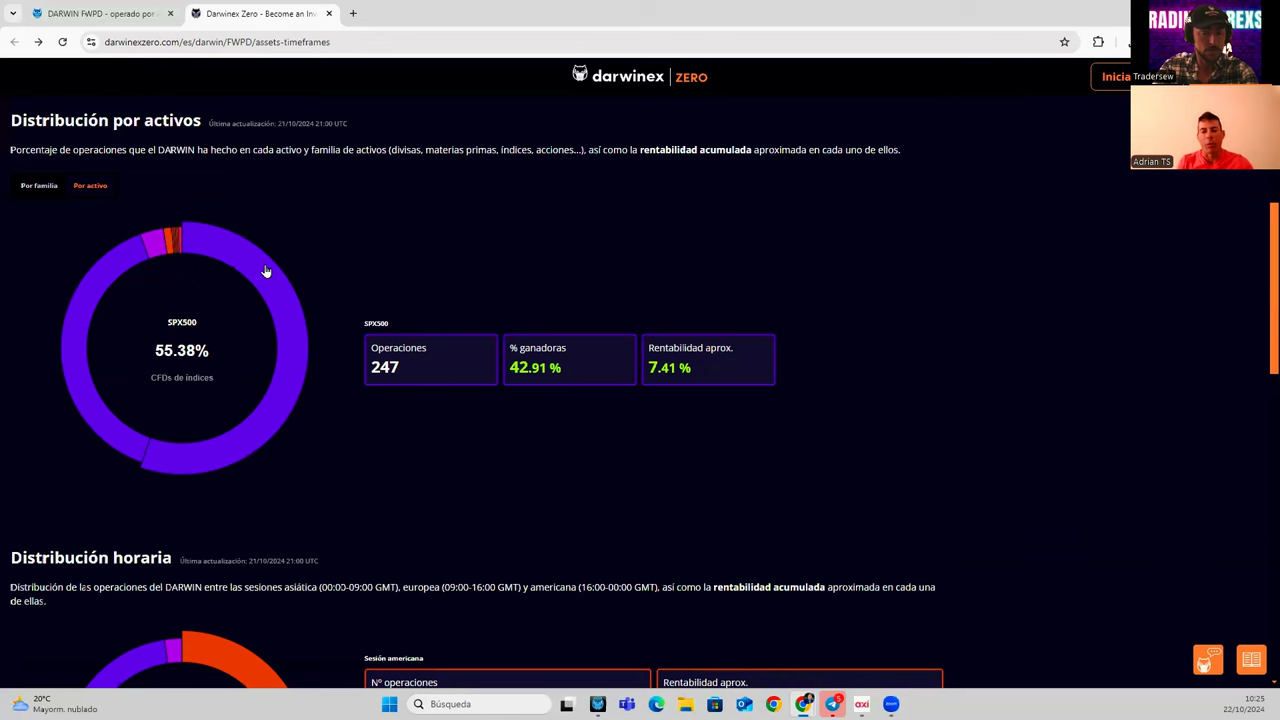 DARWIN FWPD - operado por
Darwinex Zero - Become an Inv
darwinexzero.com/es/darwin/FWPD/assets-timeframes
darwinex ZERO
Inicia
Tradersew
Adrian TS
Distribución por activos Última actualización: 21/10/2024 21:00 UTC
Porcentaje de operaciones que el DARWIN ha hecho en cada activo y familia de activos (divisas, materias primas, índices, acciones...), así como la rentabilidad acumulada aproximada en cada uno de ellos.
Por familia Por activo
SPX500
55.38%
CFDs de índices
SPX500
Operaciones % ganadoras Rentabilidad aprox.
247 42.91 % 7.41 %
Distribución horaria Última actualización: 21/10/2024 21:00 UTC
Distribución de las operaciones del DARWIN entre las sesiones asiática (00:00-09:00 GMT), europea (09:00-16:00 GMT) y americana (16:00-00:00 GMT), así como la rentabilidad acumulada aproximada en cada una
de ellas.
Sesión americana
Nº operaciones Rentabilidad aprox.
20°C
Mayorm. nublado
Búsqueda
axi
zoom
5
10:25
22/10/2024